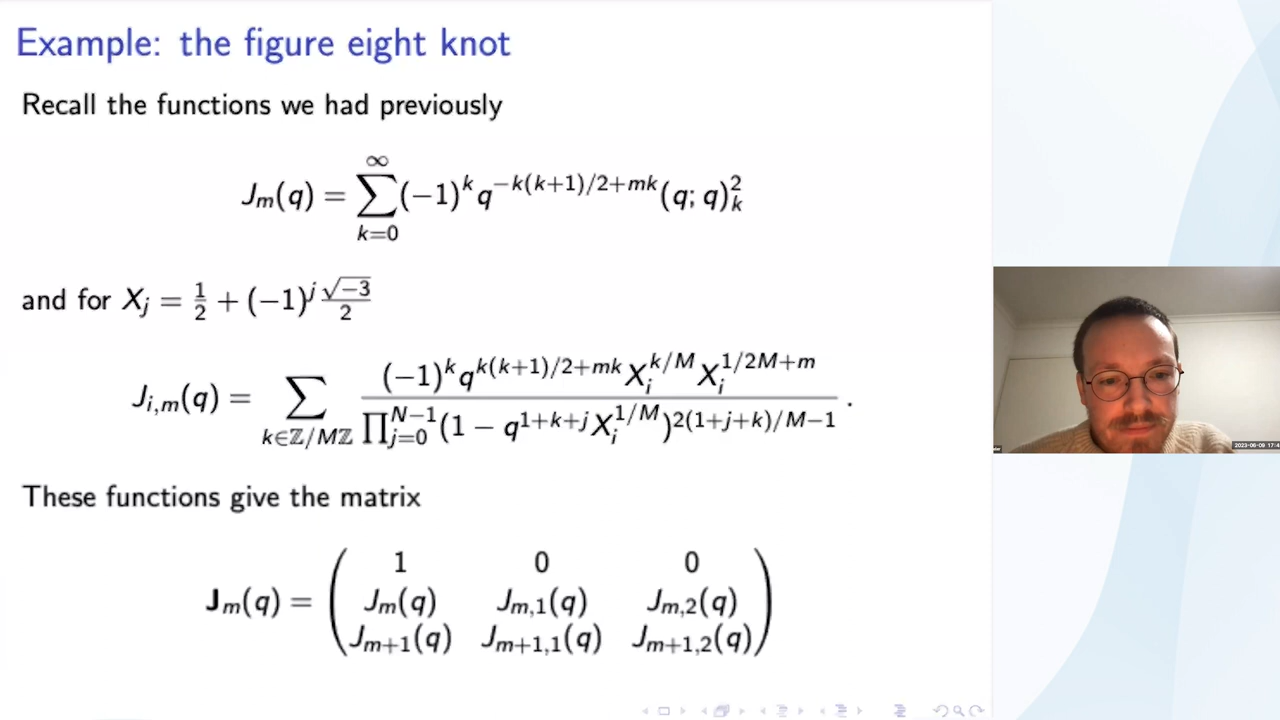 Example: the figure eight knot
Recall the functions we had previously
J_m(q) = ∑_{k=0}^{∞} (−1)^k q^{−k(k+1)/2+mk} (q; q)_k^2
and for X_j = 1/2 + (−1)^j √−3/2
J_{i,m}(q) = ∑_{k∈ℤ/Mℤ} (−1)^k q^{k(k+1)/2+mk} X_i^{k/M} X_i^{1/2M+m} / ∏_{j=0}^{N−1} (1 − q^{1+k+j} X_i^{1/M})^{2(1+j+k)/M−1} .
These functions give the matrix
𝐉_m(q) = ( 1 0 0
J_m(q) J_{m,1}(q) J_{m,2}(q)
J_{m+1}(q) J_{m+1,1}(q) J_{m+1,2}(q) )